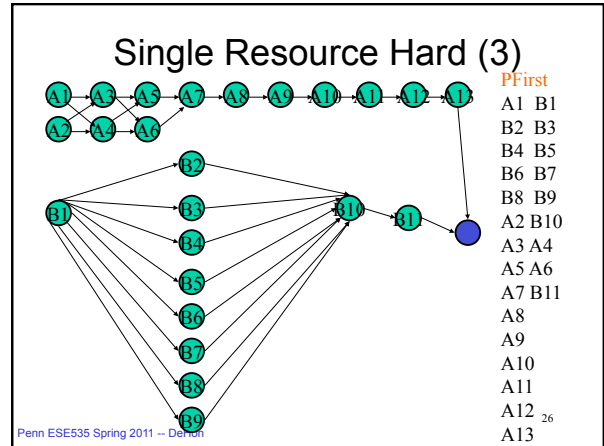 Single Resource Hard (3)
A1 A3 A5 A7 A8 A9 A10 A11 A12 A13
A2 A4 A6
B2
B1
B3
B10
B11
B4
B5
B6
B7
B8
B9
PFirst
A1 B1
B2 B3
B4 B5
B6 B7
B8 B9
A2 B10
A3 A4
A5 A6
A7 B11
A8
A9
A10
A11
A12
A13
Penn ESE535 Spring 2011 -- DeHon
26